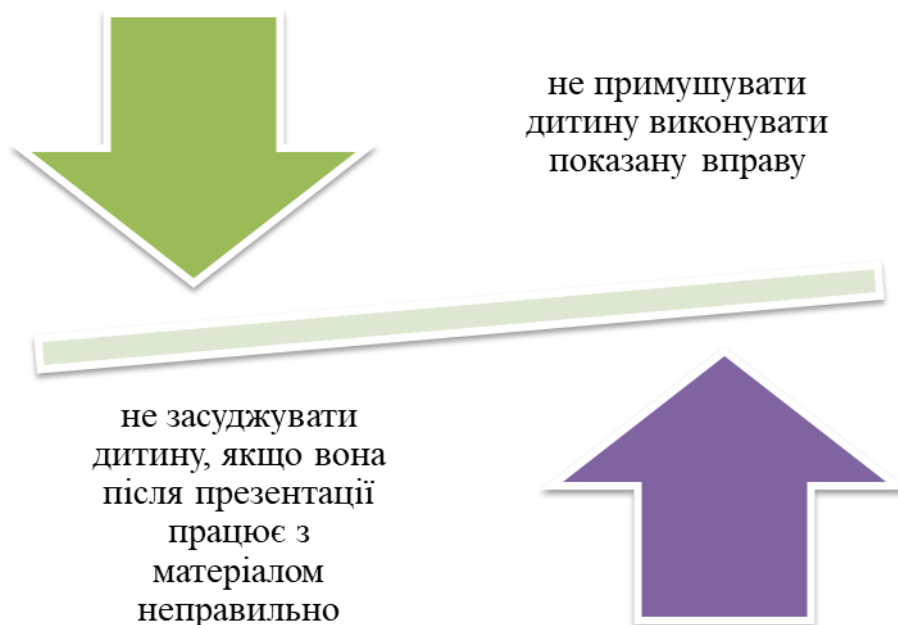 не примушувати
дитину виконувати
показану вправу
не засуджувати
дитину, якщо вона
після презентації
працює з
матеріалом
неправильно